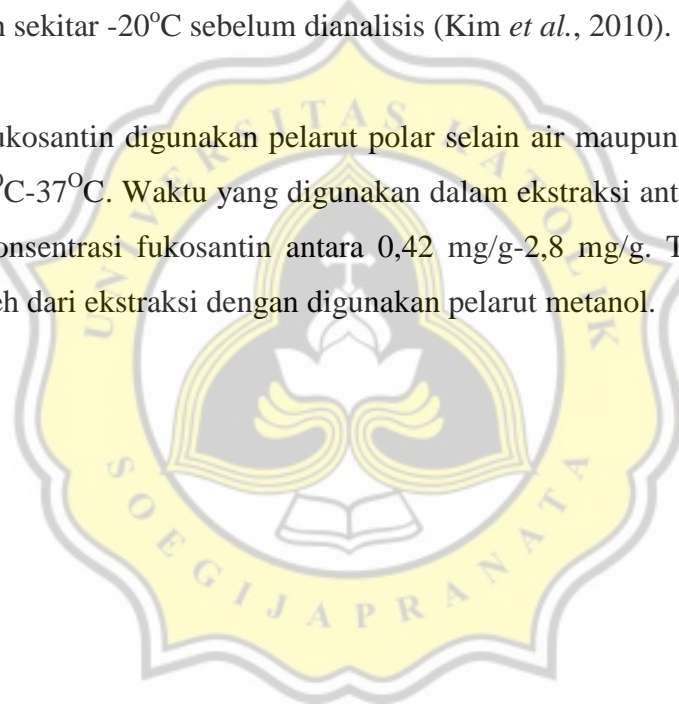 n sekitar -20°C sebelum dianalisis (Kim et al., 2010).
ukosantin digunakan pelarut polar selain air maupun
°C-37°C. Waktu yang digunakan dalam ekstraksi ant
onsentrasi fukosantin antara 0,42 mg/g-2,8 mg/g. T
eh dari ekstraksi dengan digunakan pelarut metanol.
UNIVERSITAS KATOLIK
SOEGIJAPRANATA